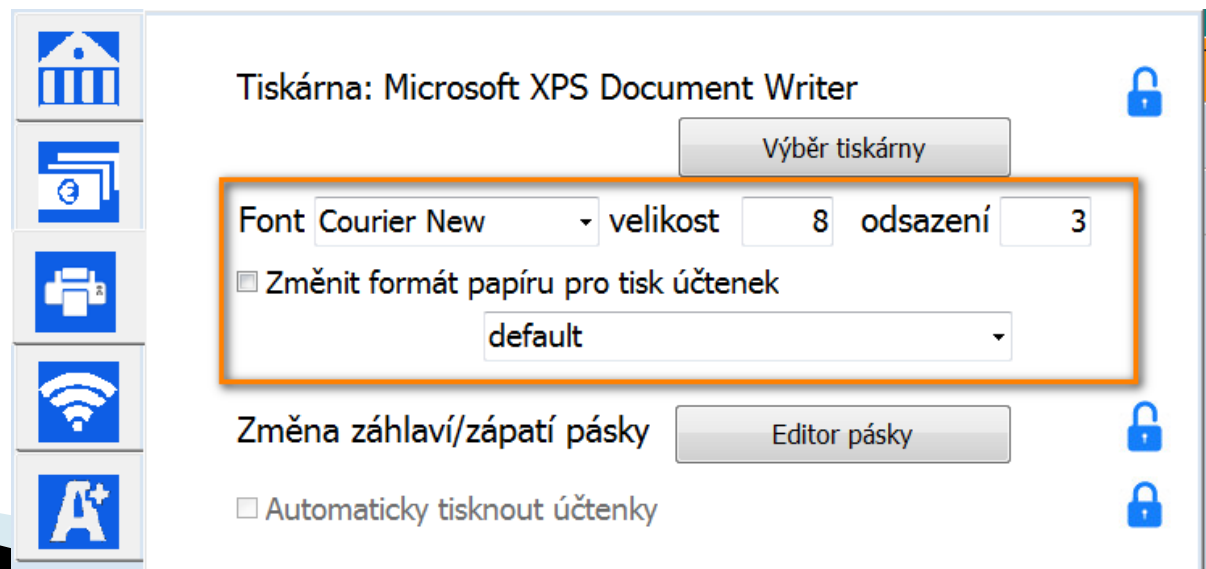 Tiskárna: Microsoft XPS Document Writer
Výběr tiskárny
Font Courier New velikost 8 odsazení 3
Změnit formát papíru pro tisk účtenek
default
Změna záhlaví/zápatí pásky Editor pásky
Automaticky tisknout účtenky